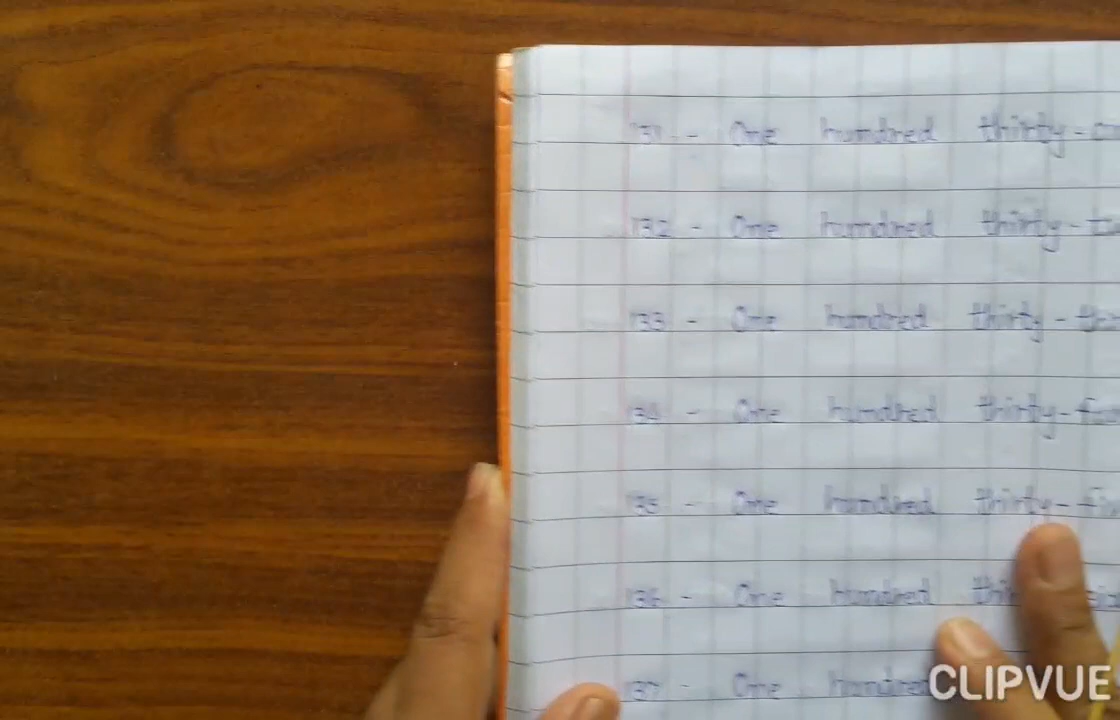 131 - One hundred thirty-
132 - One hundred thirty-
133 - One hundred thirty-
134 - One hundred thirty-
135 - One hundred thirty-
136 - One hundred
137 - One hundred
CLIPVUE